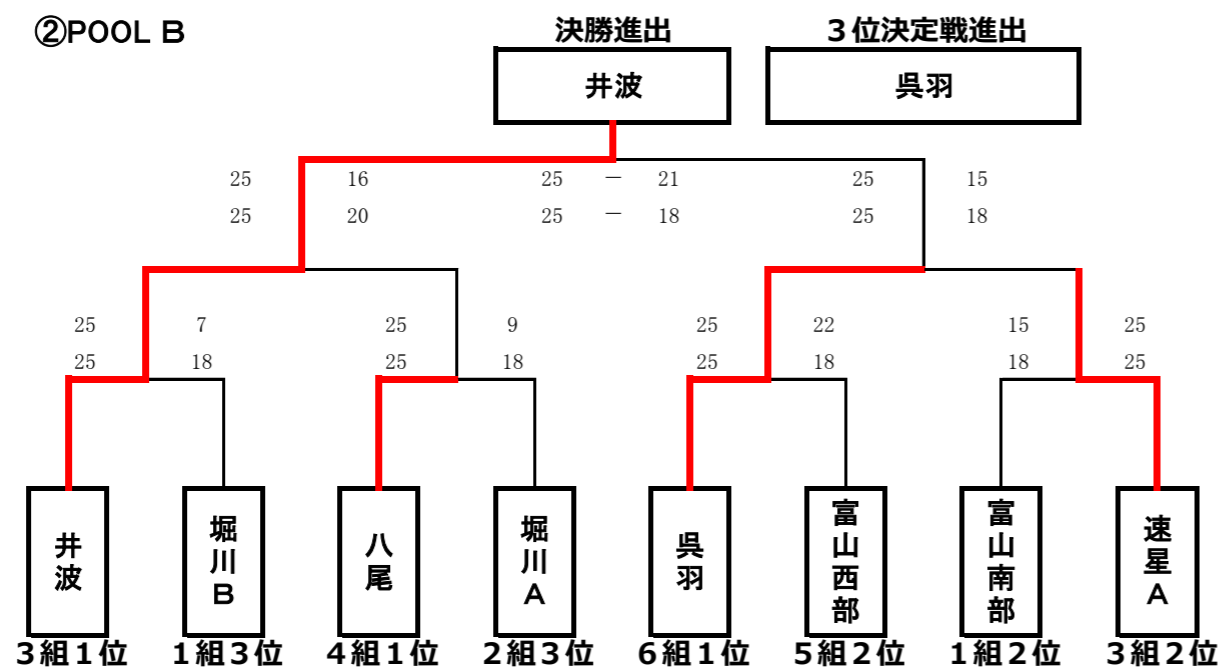 ②POOL B
決勝進出 ３位決定戦進出
井波 呉羽
25 16 25 － 21 25 15
25 20 25 － 18 25 18
25 7 25 9 25 22 15 25
25 18 25 18 25 18 18 25
井波 堀川B 八尾 堀川A 呉羽 富山西部 富山南部 速星A
３組１位 １組３位 ４組１位 ２組３位 ６組１位 ５組２位 １組２位 ３組２位